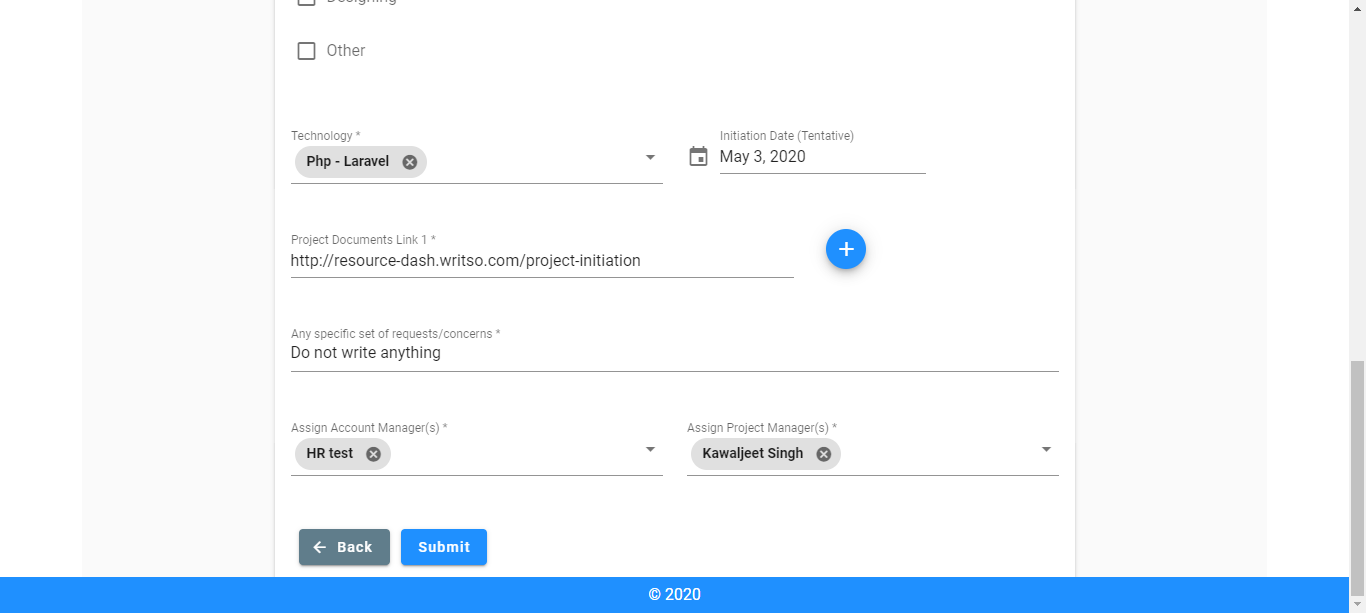 Designing
Other
Technology *
Initiation Date (Tentative)
Php - Laravel
May 3, 2020
Project Documents Link 1 *
http://resource-dash.writso.com/project-initiation
Any specific set of requests/concerns *
Do not write anything
Assign Account Manager(s) *
Assign Project Manager(s) *
HR test
Kawaljeet Singh
Back
Submit
© 2020